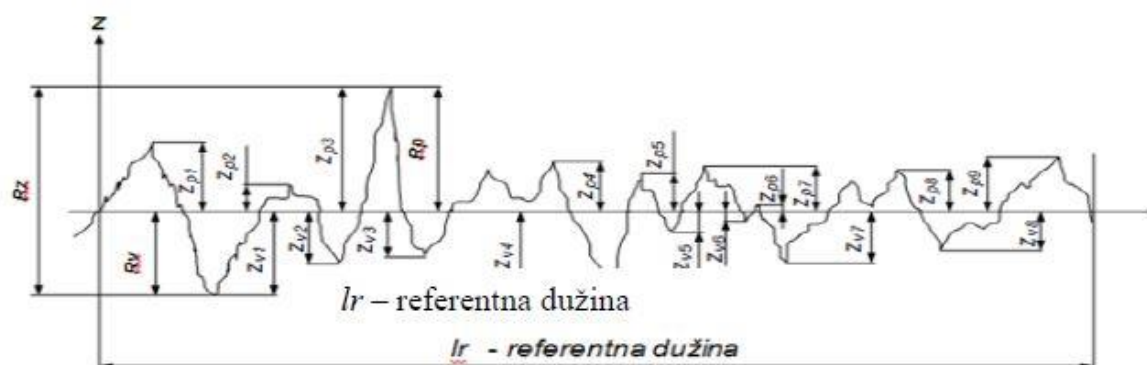 z
Rz
Rv
Zp1
Zv1
Zp2
Zv2
Zp3
Zv3
Rp
Zv4
Zp4
Zp5
Zv5
Zv6
Zp6
Zp7
Zv7
Zp8
Zp9
Zv8
lr – referentna dužina
lr - referentna dužina